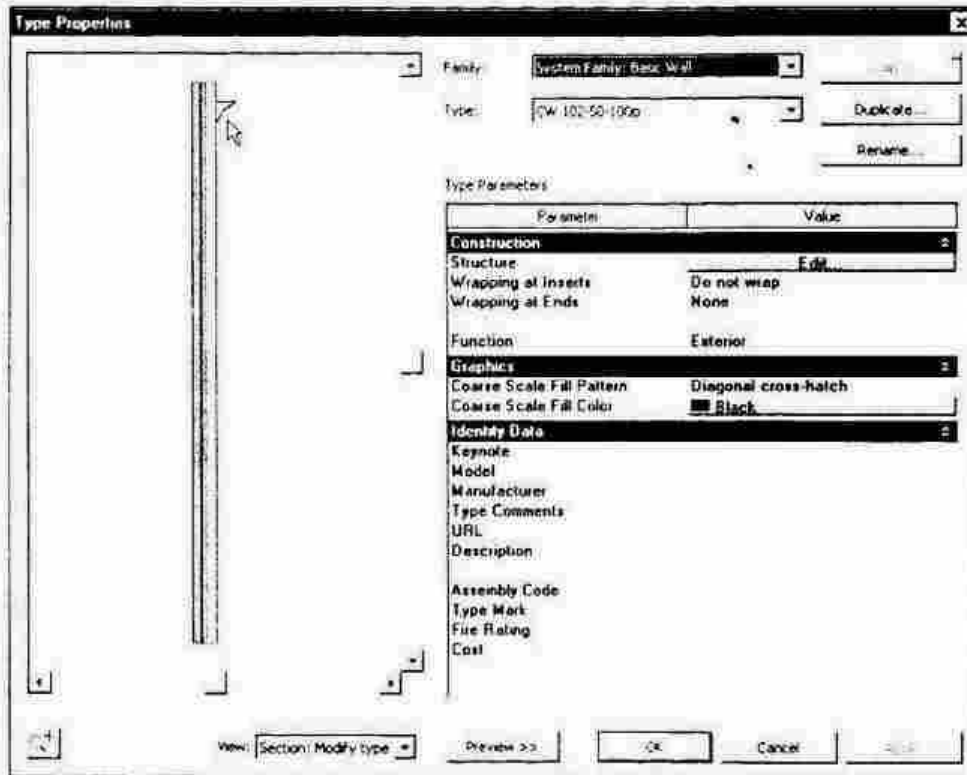 Type Properties
Family:
System Family: Basic Wall
Type:
CW 102-50-100p
Duplicate...
Rename...
Type Parameters
Parameter Value
Construction
Structure Edit...
Wrapping at Inserts Do not wrap
Wrapping at Ends None
Function Exterior
Graphics
Coarse Scale Fill Pattern Diagonal cross-hatch
Coarse Scale Fill Color Black
Identity Data
Keynote
Model
Manufacturer
Type Comments
URL
Description
Assembly Code
Type Mark
Fire Rating
Cost
View: Section: Modify type Preview >> OK Cancel